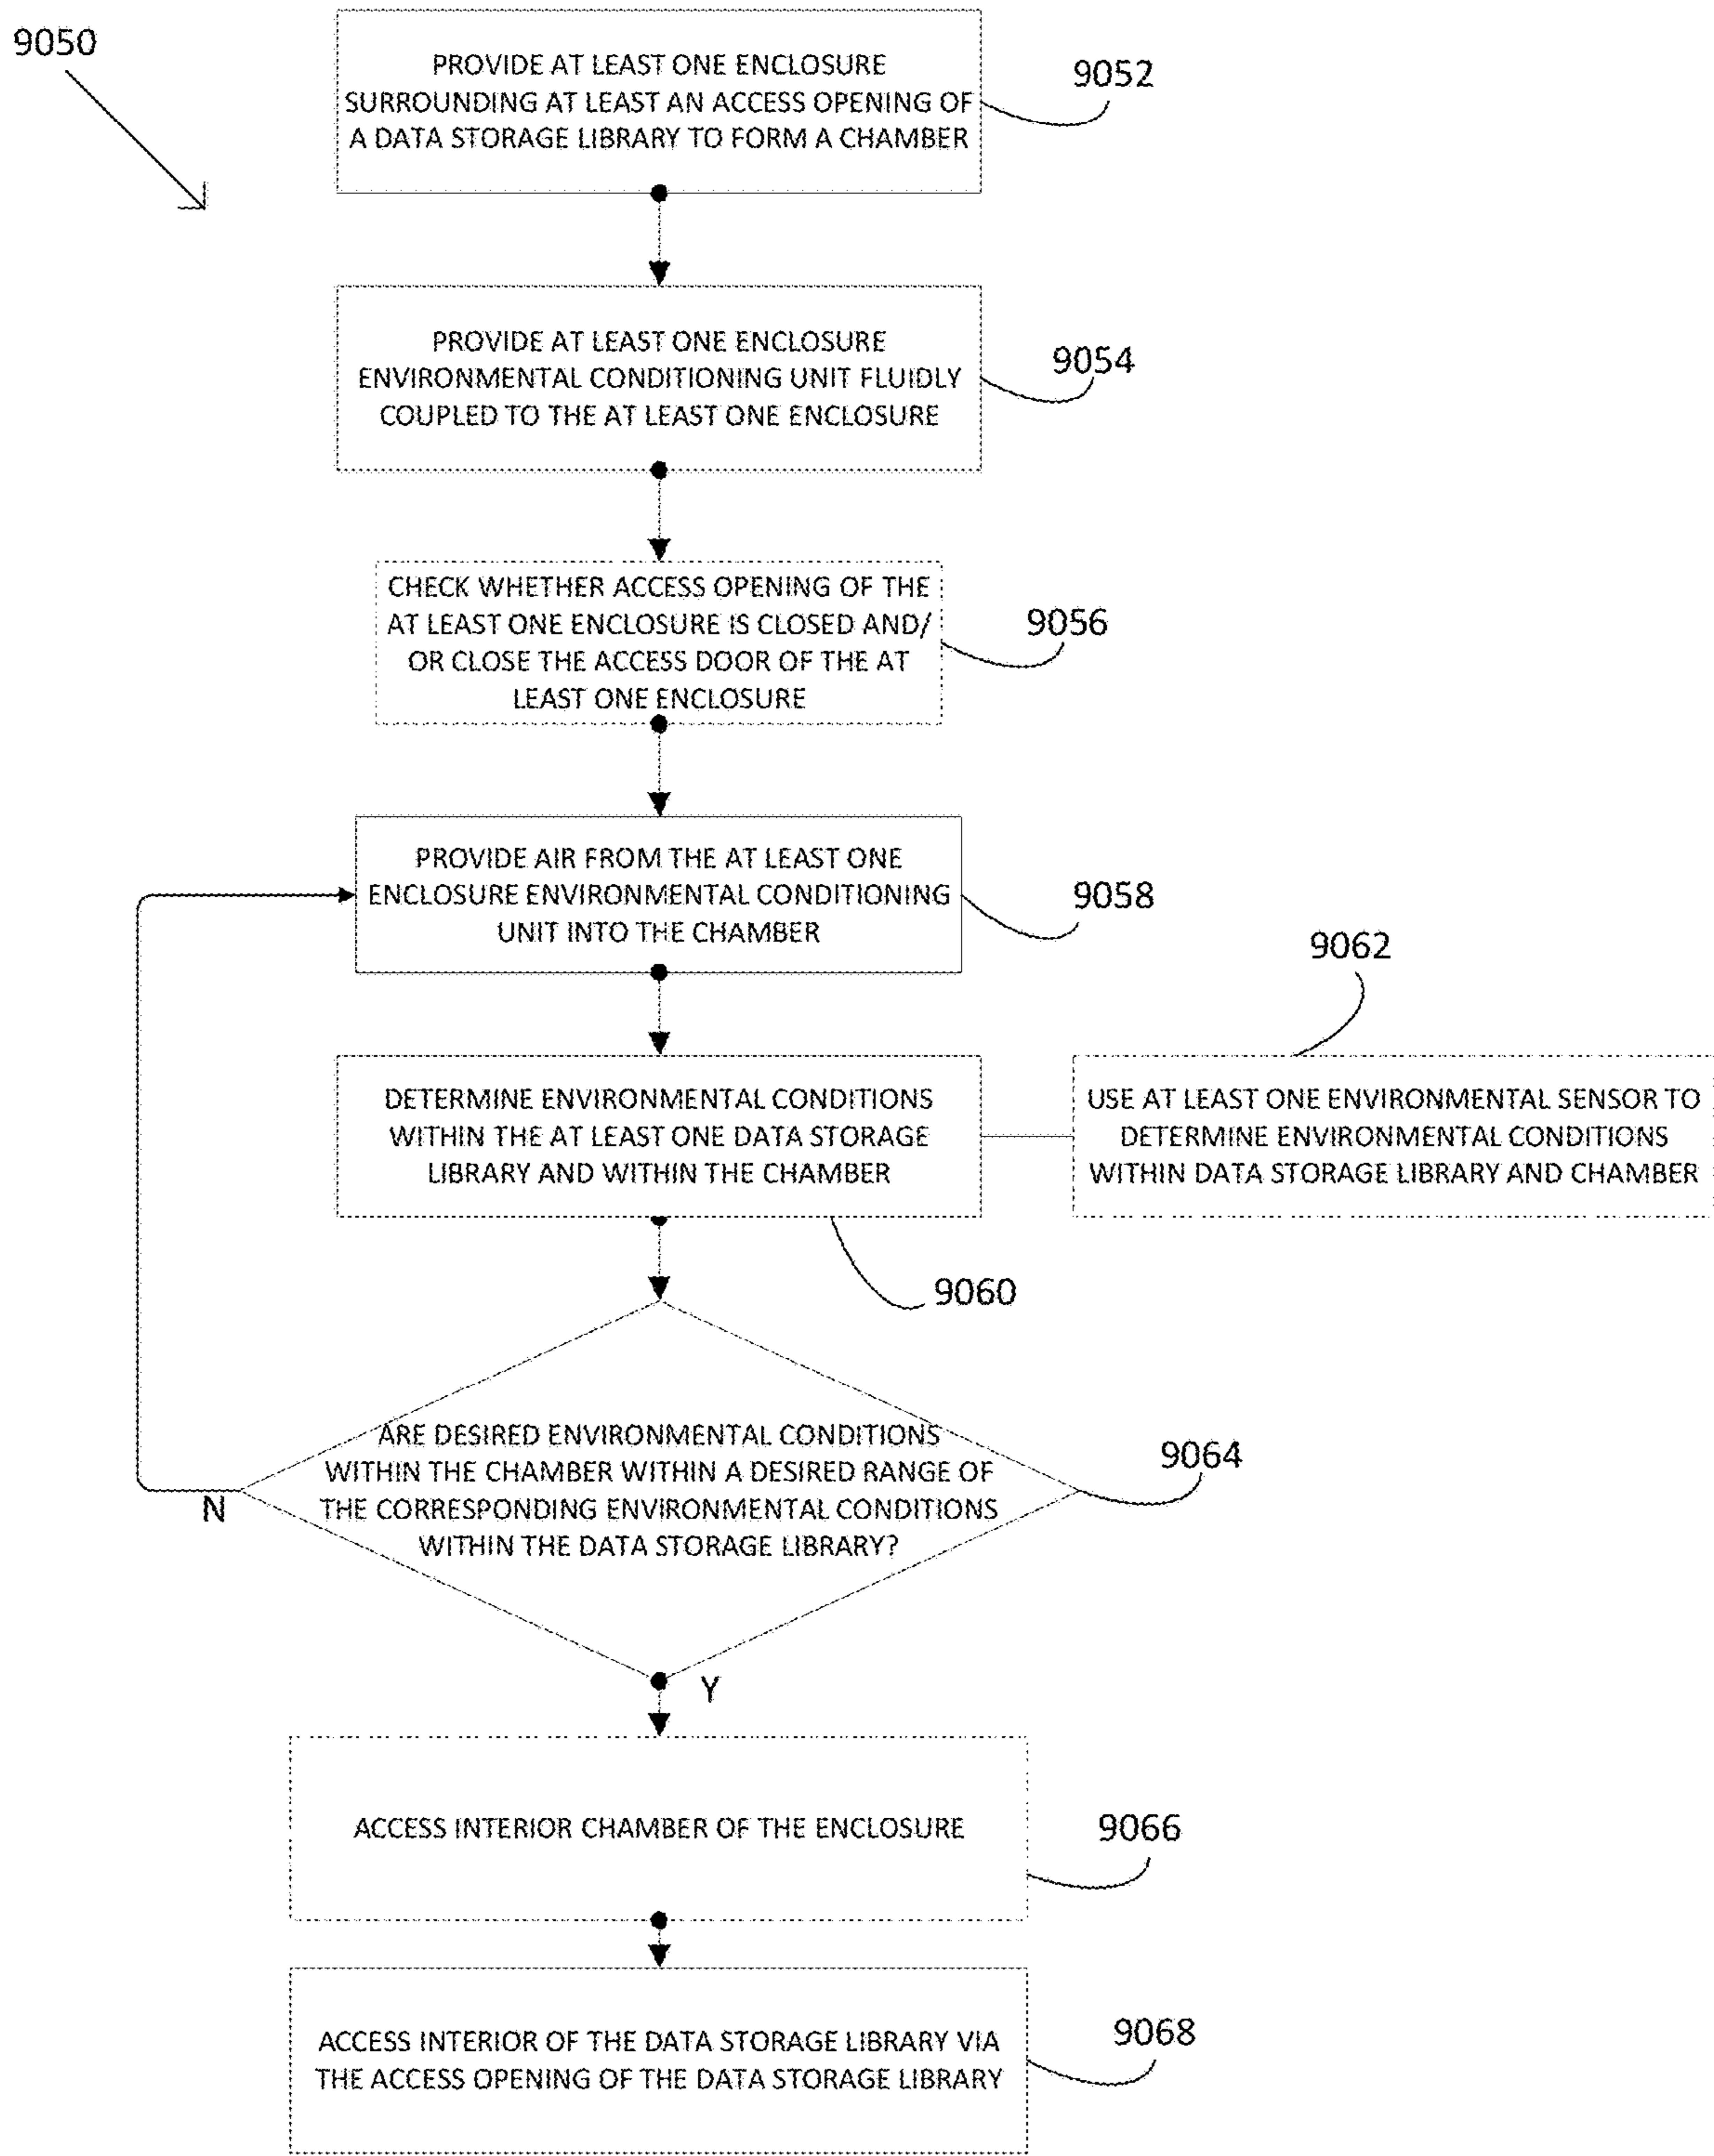 9050
PROVIDE AT LEAST ONE ENCLOSURE
SURROUNDING AT LEAST AN ACCESS OPENING OF
A DATA STORAGE LIBRARY TO FORM A CHAMBER
9052
PROVIDE AT LEAST ONE ENCLOSURE
ENVIRONMENTAL CONDITIONING UNIT FLUIDLY
COUPLED TO THE AT LEAST ONE ENCLOSURE
9054
CHECK WHETHER ACCESS OPENING OF THE
AT LEAST ONE ENCLOSURE IS CLOSED AND/
OR CLOSE THE ACCESS DOOR OF THE AT
LEAST ONE ENCLOSURE
9056
PROVIDE AIR FROM THE AT LEAST ONE
ENCLOSURE ENVIRONMENTAL CONDITIONING
UNIT INTO THE CHAMBER
9058
DETERMINE ENVIRONMENTAL CONDITIONS
WITHIN THE AT LEAST ONE DATA STORAGE
LIBRARY AND WITHIN THE CHAMBER
9060
9062
USE AT LEAST ONE ENVIRONMENTAL SENSOR TO
DETERMINE ENVIRONMENTAL CONDITIONS
WITHIN DATA STORAGE LIBRARY AND CHAMBER
ARE DESIRED ENVIRONMENTAL CONDITIONS
WITHIN THE CHAMBER WITHIN A DESIRED RANGE OF
THE CORRESPONDING ENVIRONMENTAL CONDITIONS
WITHIN THE DATA STORAGE LIBRARY?
9064
N
Y
ACCESS INTERIOR CHAMBER OF THE ENCLOSURE
9066
ACCESS INTERIOR OF THE DATA STORAGE LIBRARY VIA
THE ACCESS OPENING OF THE DATA STORAGE LIBRARY
9068